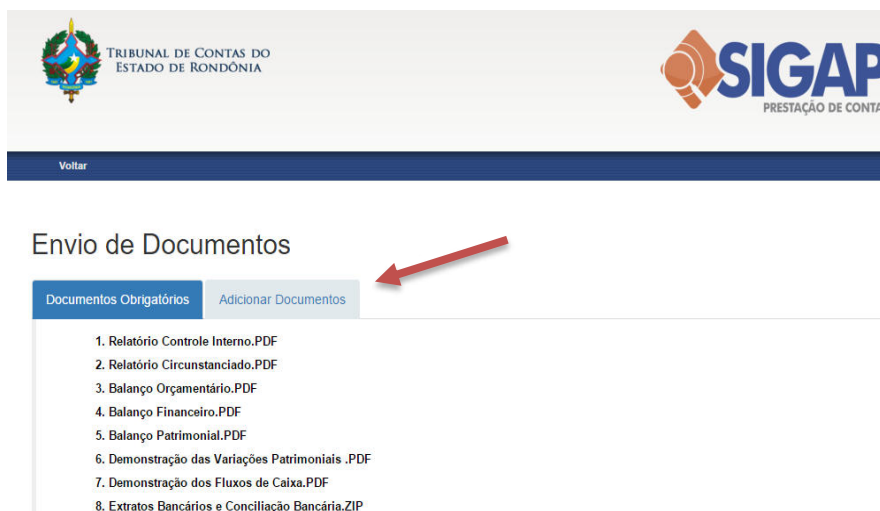 TRIBUNAL DE CONTAS DO
ESTADO DE RONDÔNIA
SIGAP
PRESTAÇÃO DE CONTA
Voltar
Envio de Documentos
Documentos Obrigatórios
Adicionar Documentos
1. Relatório Controle Interno.PDF
2. Relatório Circunstanciado.PDF
3. Balanço Orçamentário.PDF
4. Balanço Financeiro.PDF
5. Balanço Patrimonial.PDF
6. Demonstração das Variações Patrimoniais .PDF
7. Demonstração dos Fluxos de Caixa.PDF
8. Extratos Bancários e Conciliação Bancária.ZIP